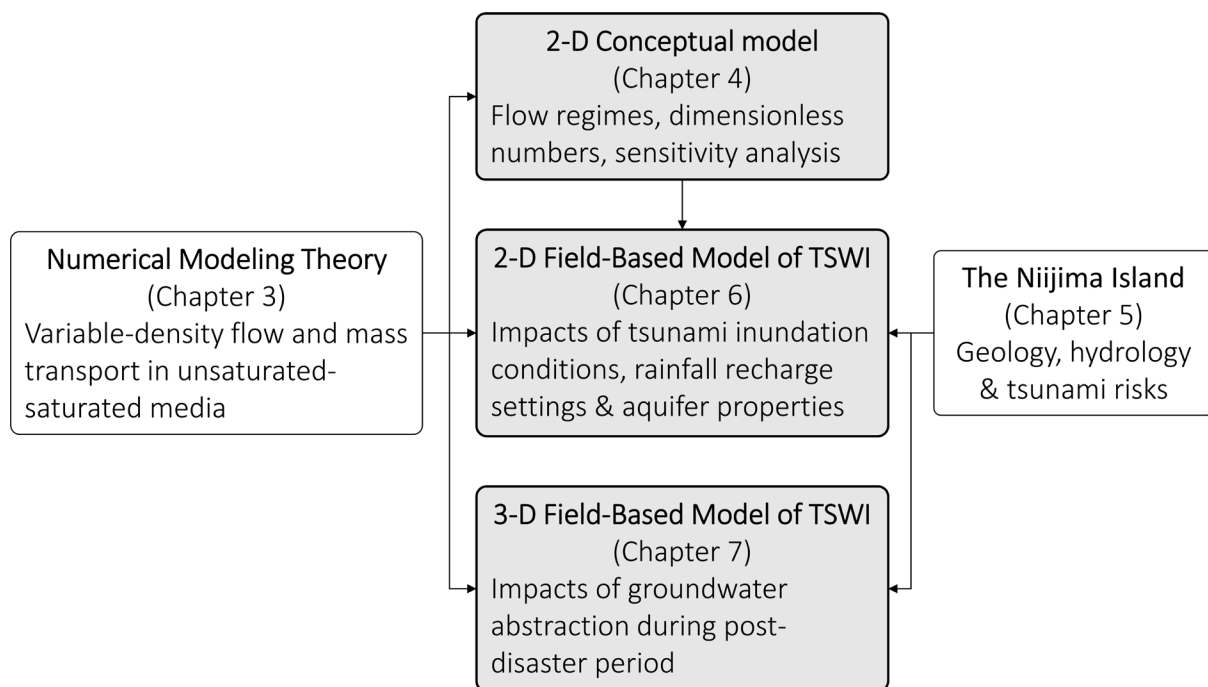 2-D Conceptual model
(Chapter 4)
Flow regimes, dimensionless
numbers, sensitivity analysis
Numerical Modeling Theory
(Chapter 3)
Variable-density flow and mass
transport in unsaturated-
saturated media
2-D Field-Based Model of TSWI
(Chapter 6)
Impacts of tsunami inundation
conditions, rainfall recharge
settings & aquifer properties
The Niijima Island
(Chapter 5)
Geology, hydrology
& tsunami risks
3-D Field-Based Model of TSWI
(Chapter 7)
Impacts of groundwater
abstraction during post-
disaster period